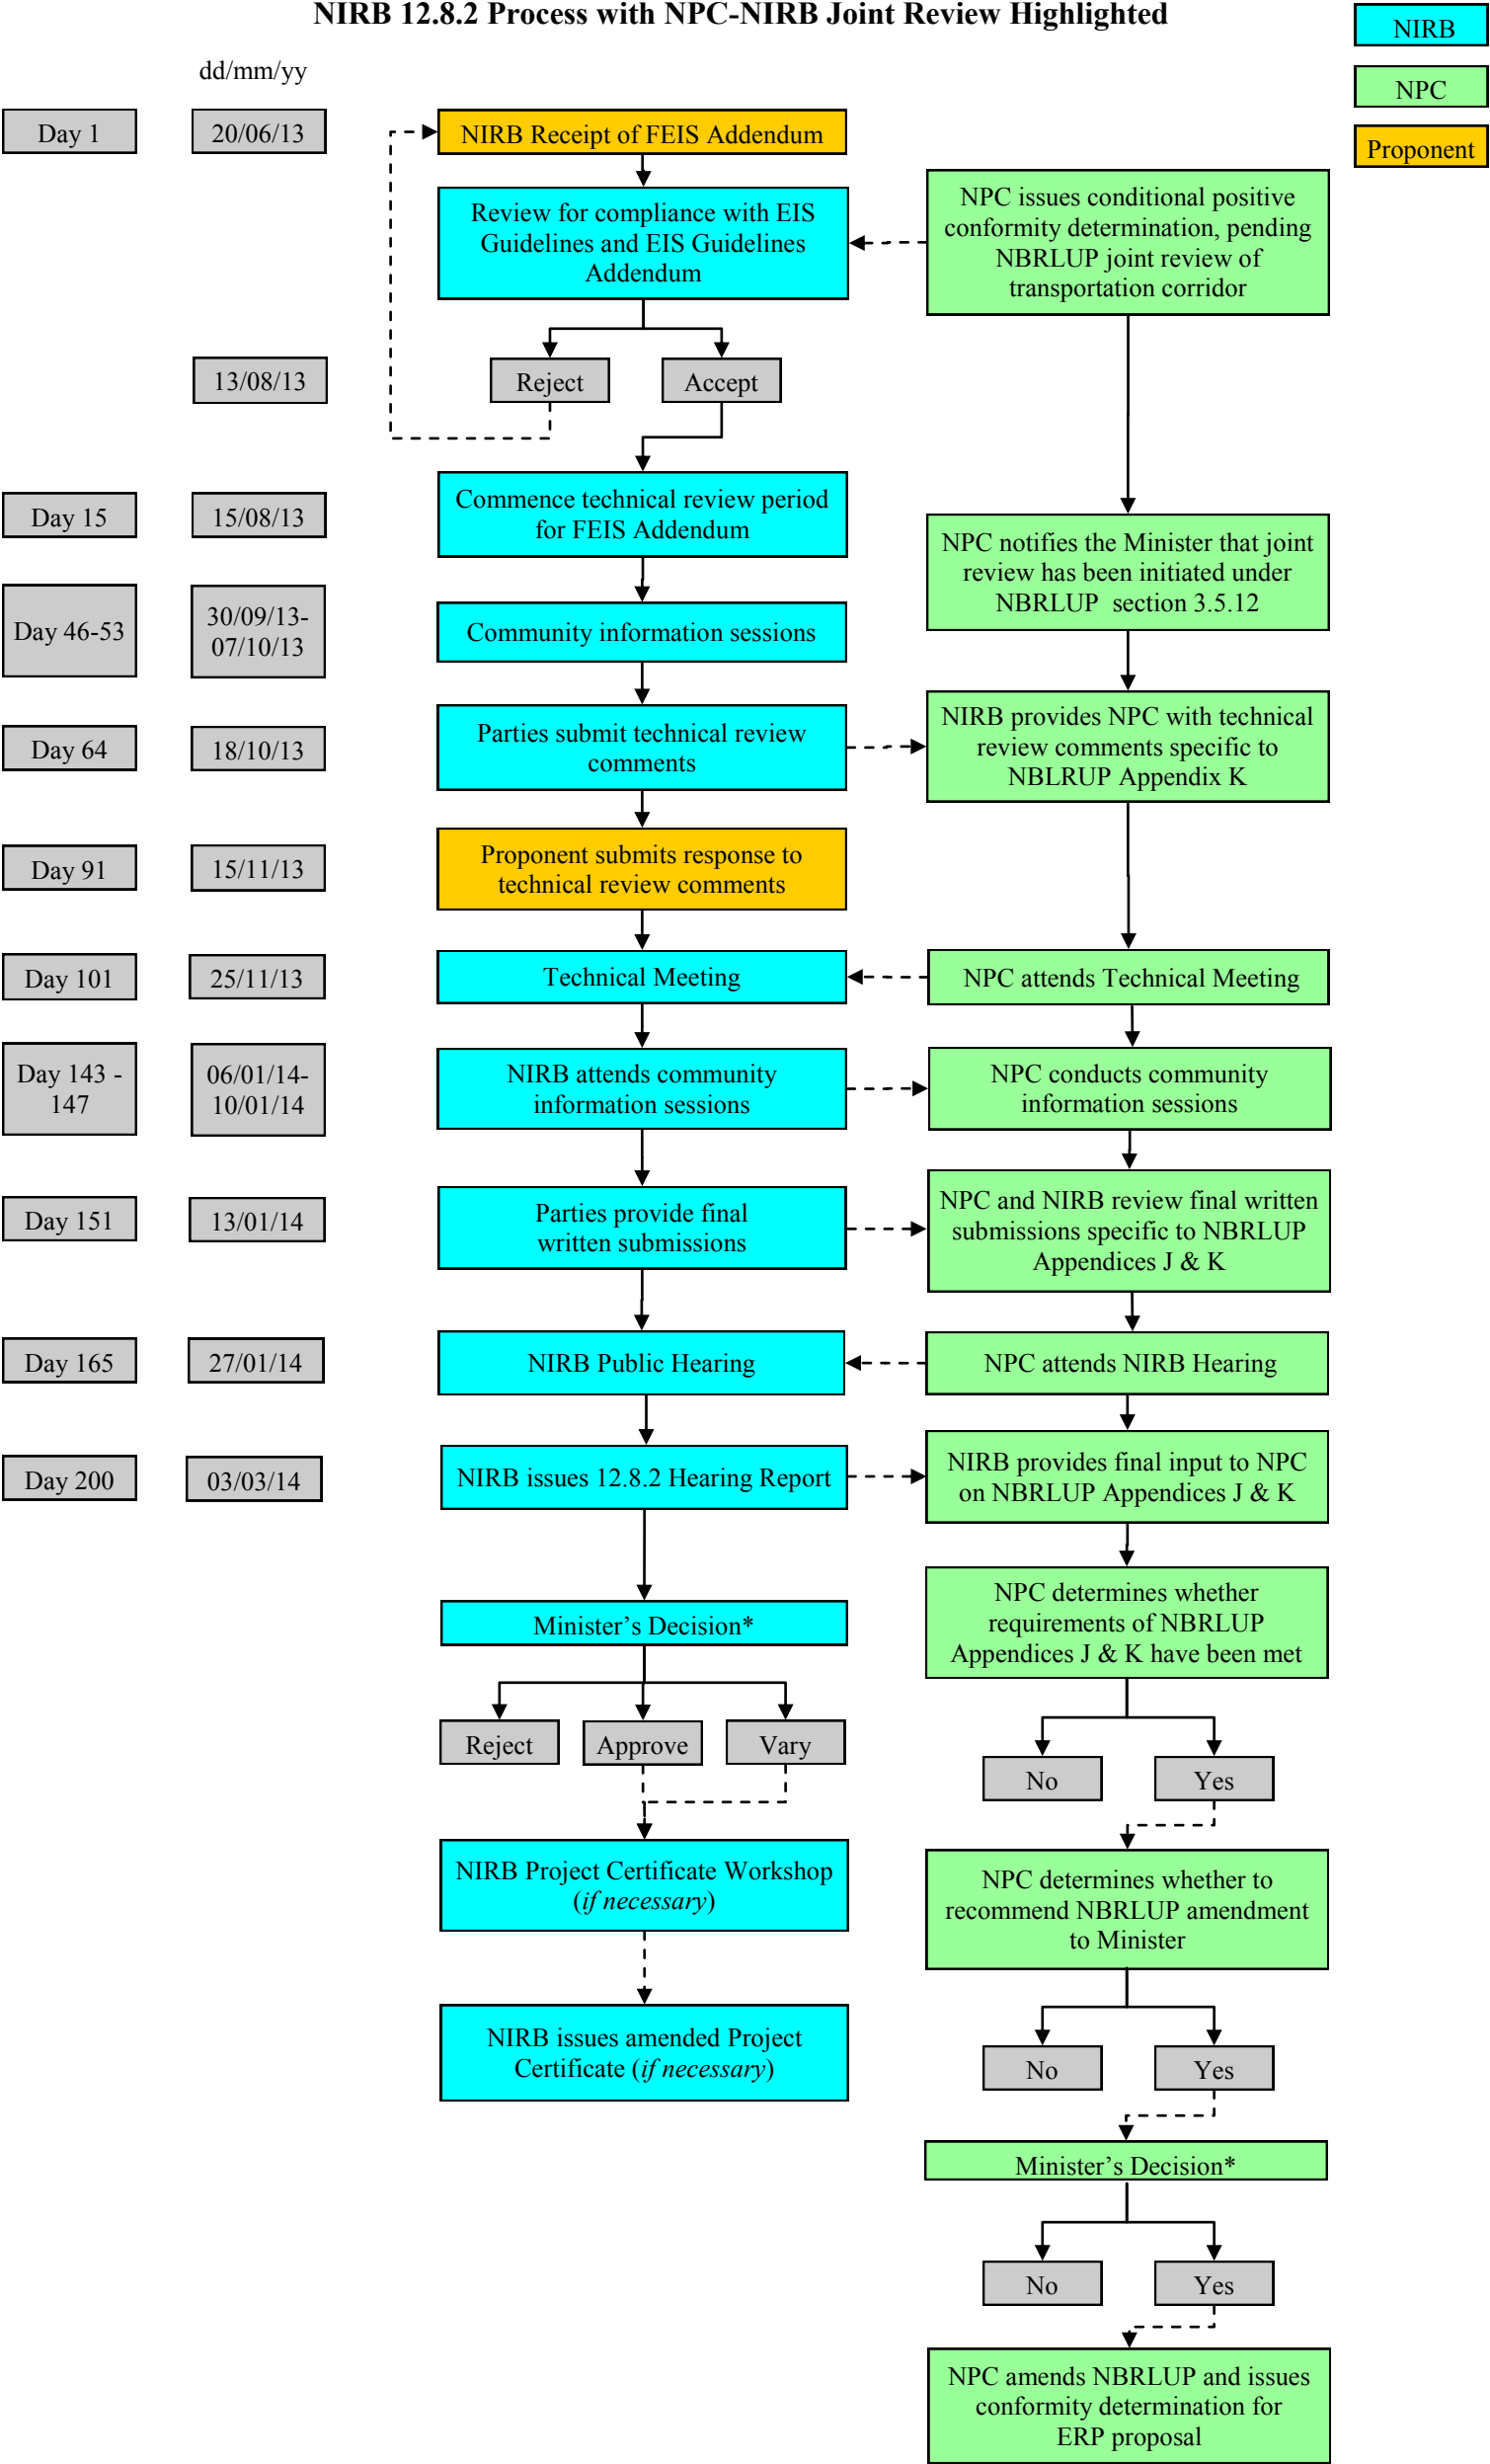 NIRB 12.8.2 Process with NPC-NIRB Joint Review Highlighted
NIRB
NPC
Proponent
dd/mm/yy
Day 1
20/06/13
NIRB Receipt of FEIS Addendum
Review for compliance with EIS
Guidelines and EIS Guidelines
Addendum
NPC issues conditional positive
conformity determination, pending
NBRLUP joint review of
transportation corridor
13/08/13
Reject
Accept
Day 15
15/08/13
Commence technical review period
for FEIS Addendum
NPC notifies the Minister that joint
review has been initiated under
NBRLUP section 3.5.12
Day 46-53
30/09/13-
07/10/13
Community information sessions
Day 64
18/10/13
Parties submit technical review
comments
NIRB provides NPC with technical
review comments specific to
NBLRUP Appendix K
Day 91
15/11/13
Proponent submits response to
technical review comments
Day 101
25/11/13
Technical Meeting
NPC attends Technical Meeting
Day 143 -
147
06/01/14-
10/01/14
NIRB attends community
information sessions
NPC conducts community
information sessions
Day 151
13/01/14
Parties provide final
written submissions
NPC and NIRB review final written
submissions specific to NBRLUP
Appendices J & K
Day 165
27/01/14
NIRB Public Hearing
NPC attends NIRB Hearing
Day 200
03/03/14
NIRB issues 12.8.2 Hearing Report
NIRB provides final input to NPC
on NBRLUP Appendices J & K
Minister's Decision*
NPC determines whether
requirements of NBRLUP
Appendices J & K have been met
Reject
Approve
Vary
No
Yes
NIRB Project Certificate Workshop
(if necessary)
NPC determines whether to
recommend NBRLUP amendment
to Minister
NIRB issues amended Project
Certificate (if necessary)
No
Yes
Minister's Decision*
No
Yes
NPC amends NBRLUP and issues
conformity determination for
ERP proposal